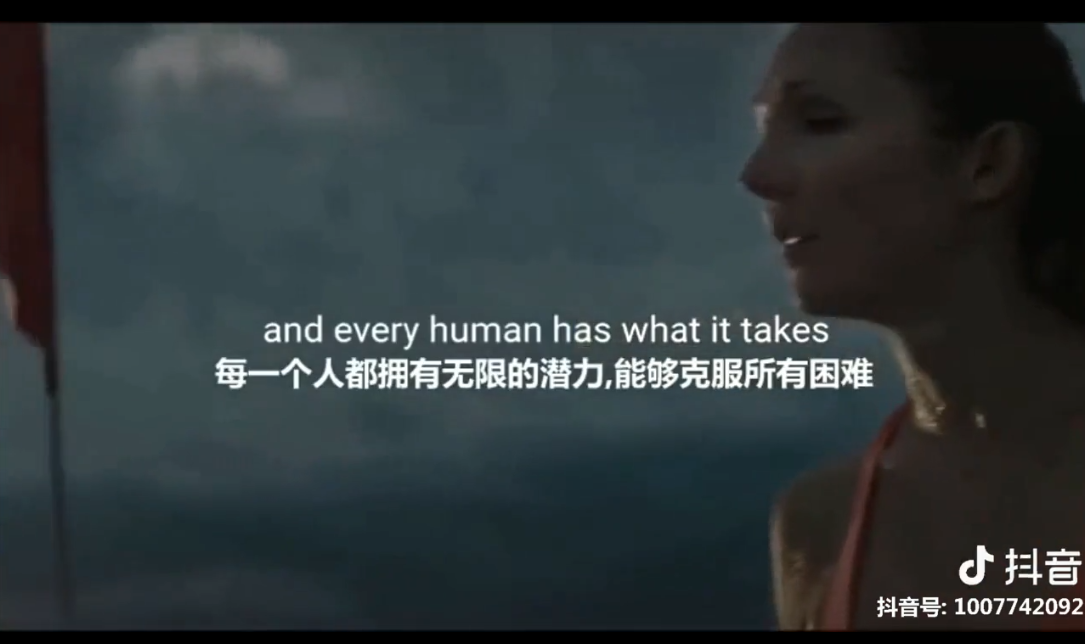 and every human has what it takes
每一个人都拥有无限的潜力,能够克服所有困难
抖音
抖音号: 1007742092